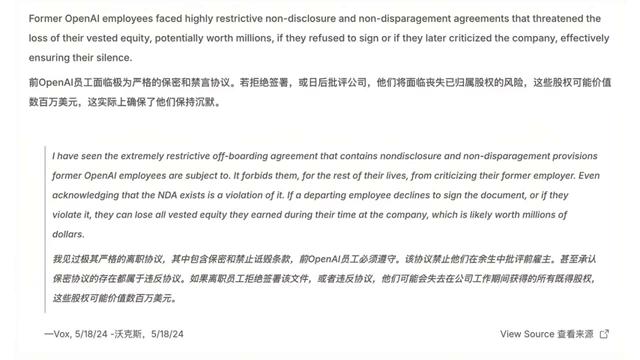 Former OpenAI employees faced highly restrictive non-disclosure and non-disparagement agreements that threatened the
loss of their vested equity, potentially worth millions, if they refused to sign or if they later criticized the company, effectively
ensuring their silence.
前OpenAI员工面临极为严格的保密和禁言协议。若拒绝签署，或日后批评公司，他们将面临丧失已归属股权的风险，这些股权可能价值
数百万美元，这实际上确保了他们保持沉默。
I have seen the extremely restrictive off-boarding agreement that contains nondisclosure and non-disparagement provisions
former OpenAI employees are subject to. It forbids them, for the rest of their lives, from criticizing their former employer. Even
acknowledging that the NDA exists is a violation of it. If a departing employee declines to sign the document, or if they
violate it, they can lose all vested equity they earned during their time at the company, which is likely worth millions of
dollars.
我见过极其严格的离职协议，其中包含保密和禁止诋毁条款，前OpenAI员工必须遵守。该协议禁止他们在余生中批评前雇主。甚至承认
保密协议的存在都属于违反协议。如果离职员工拒绝签署该文件，或者违反协议，他们可能会失去在公司工作期间获得的所有既得股权，
这些股权可能价值数百万美元。
—Vox, 5/18/24 -沃克斯，5/18/24
View Source 查看来源